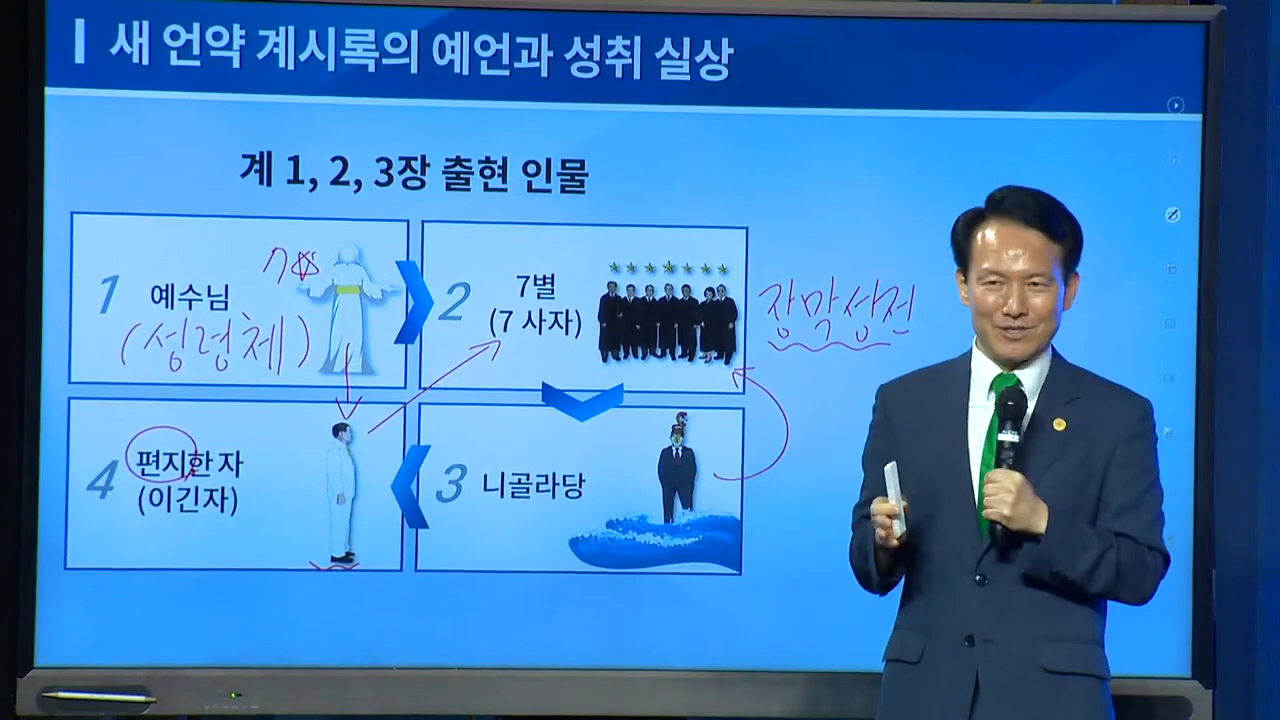 새 언약 계시록의 예언과 성취 실상
계 1, 2, 3장 출현 인물
1 예수님
7
(성령체)
2 7별
(7 사자)
장막성전
4 편지한 자
(이긴자)
3 니골라당